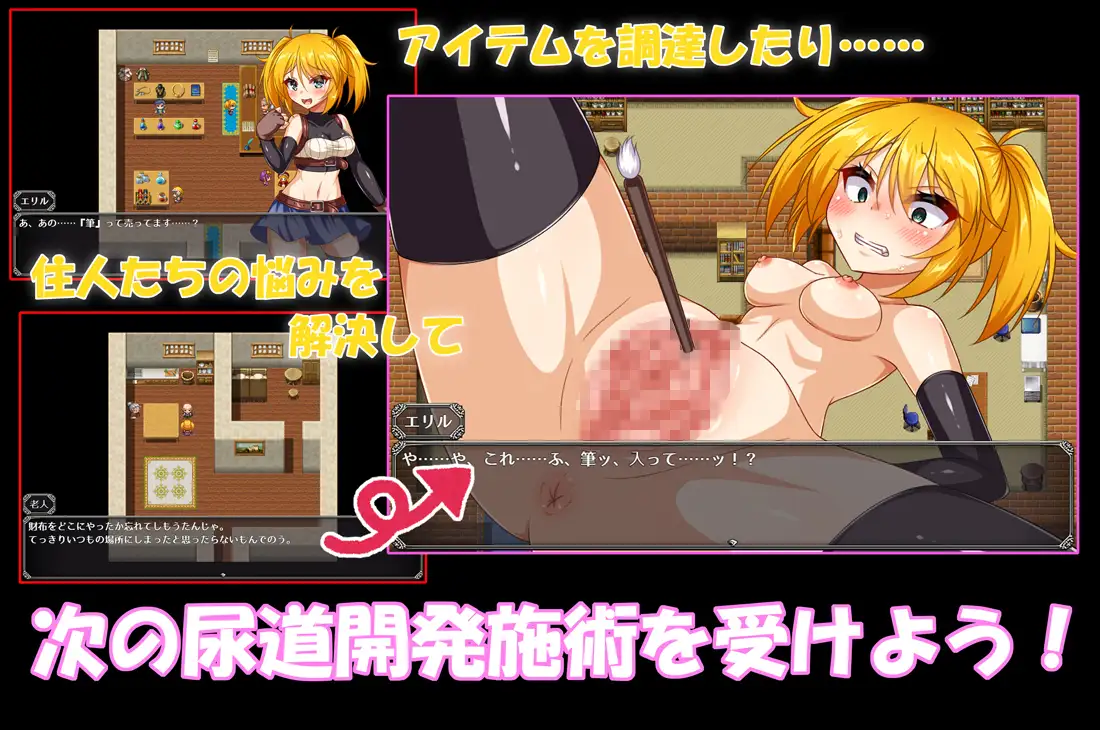 アイテムを調達したり……
エリル
あ、あの……『筆』って売ってます……？
住人たちの悩みを
解決して
エリル
や……や、これ……ふ、筆ッ、入って……ッ！？
老人
財布をどこにやったか忘れてしもうたんじゃ。
てっきりいつもの場所にしまったと思ったらないもんでのう。
次の尿道開発施術を受けよう！